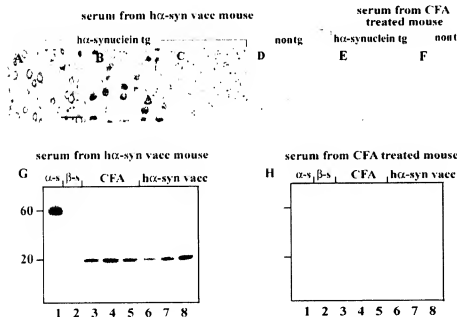 serum from hα-syn vacc mouse
serum from CFA
treated mouse
hα-synuclein tg
nontg
hα-synuclein tg
nont
A B C D E F
serum from hα-syn vacc mouse
serum from CFA treated mouse
G
α-s β-s CFA hα-syn vacc
60
20
1 2 3 4 5 6 7 8
H
α-s β-s CFA hα-syn vacc
1 2 3 4 5 6 7 8